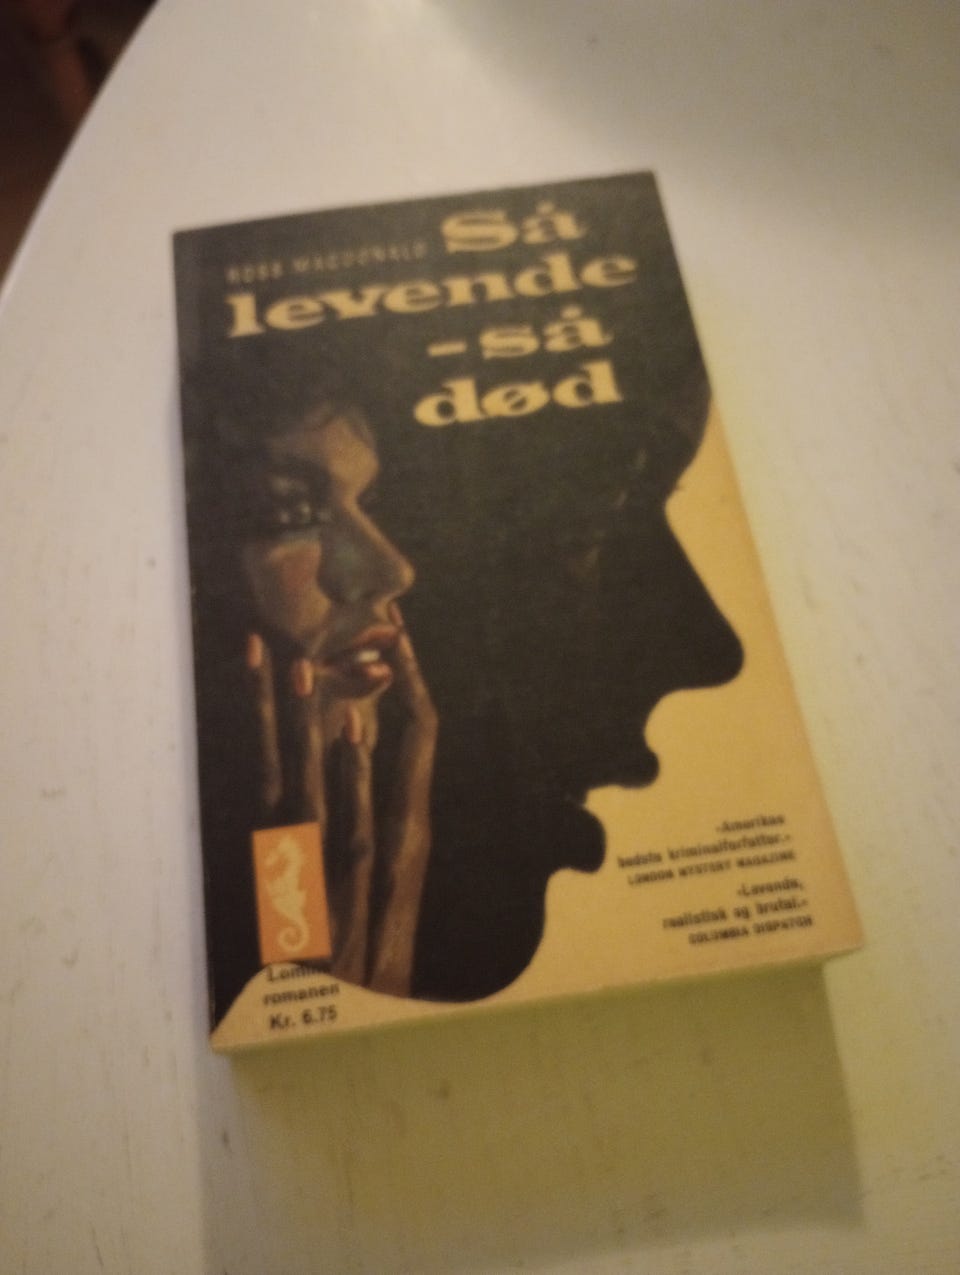 ROSS MACDONALD
Så
levende
- så
død
»Amerikas
bedste kriminalforfatter.«
LONDON MYSTERY MAGAZINE
»Levende,
realistisk og brutal.«
COLUMBIA DISPATCH
Lomme
romanen
Kr. 6.75